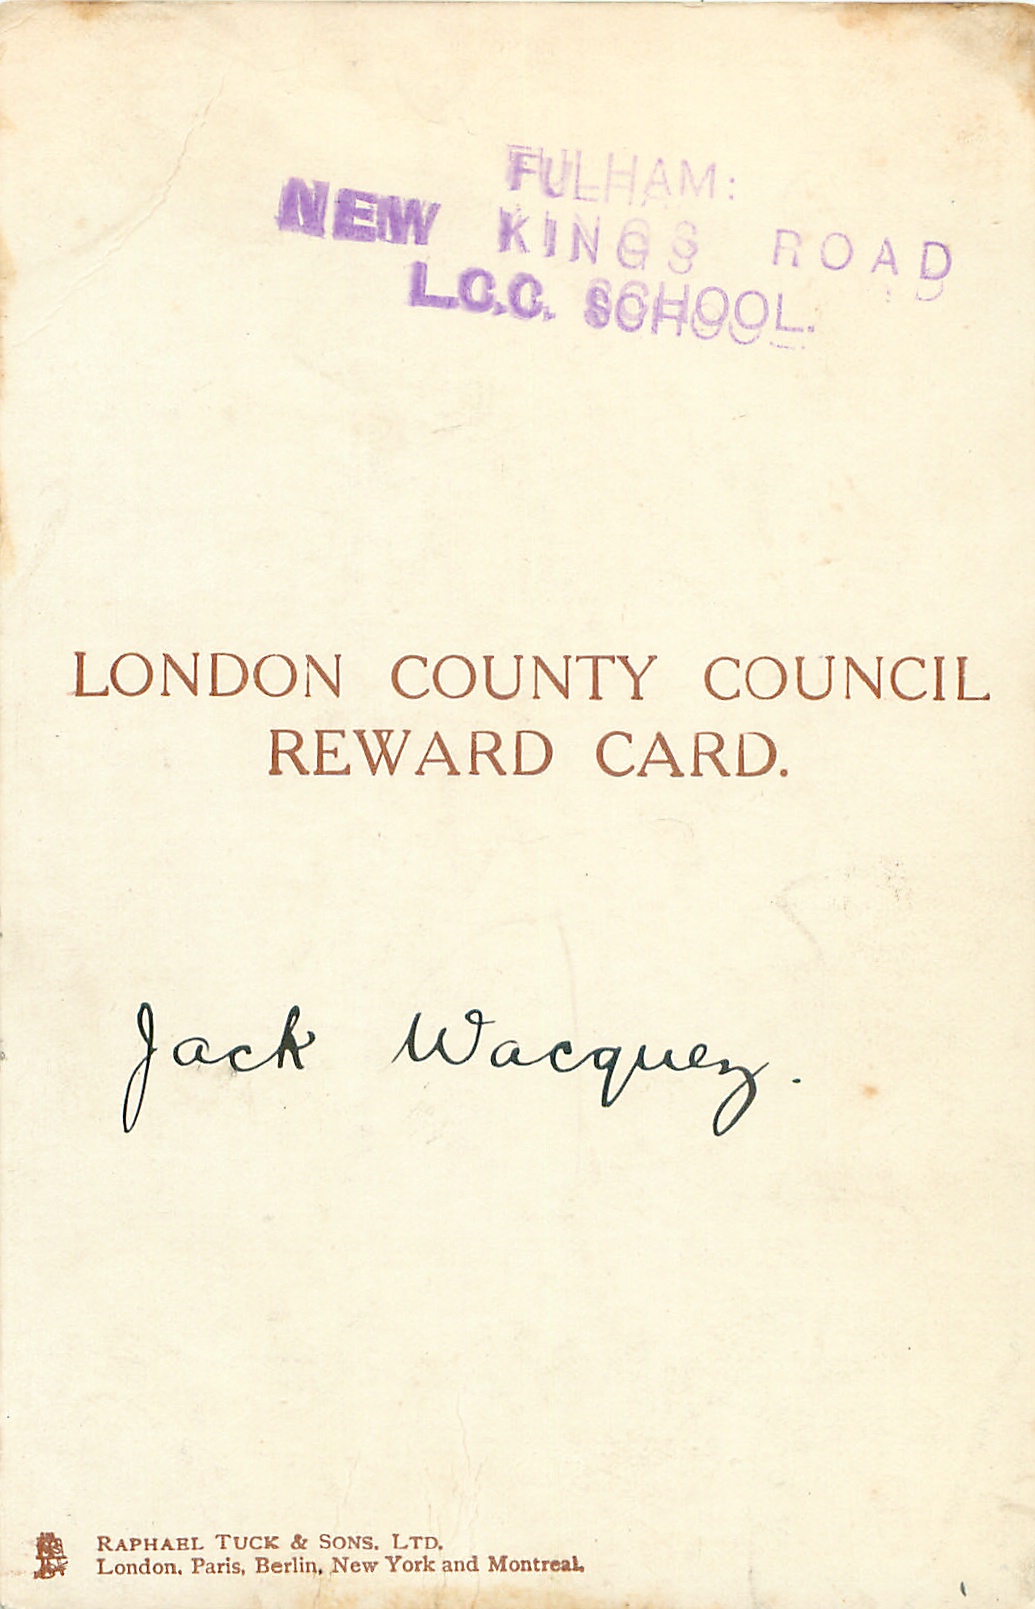 FULHAM:
NEW KINGS ROAD
L.C.C. SCHOOL.
LONDON COUNTY COUNCIL
REWARD CARD.
Jack Wacquez.
RAPHAEL TUCK & SONS, LTD.
London, Paris, Berlin, New York and Montreal.